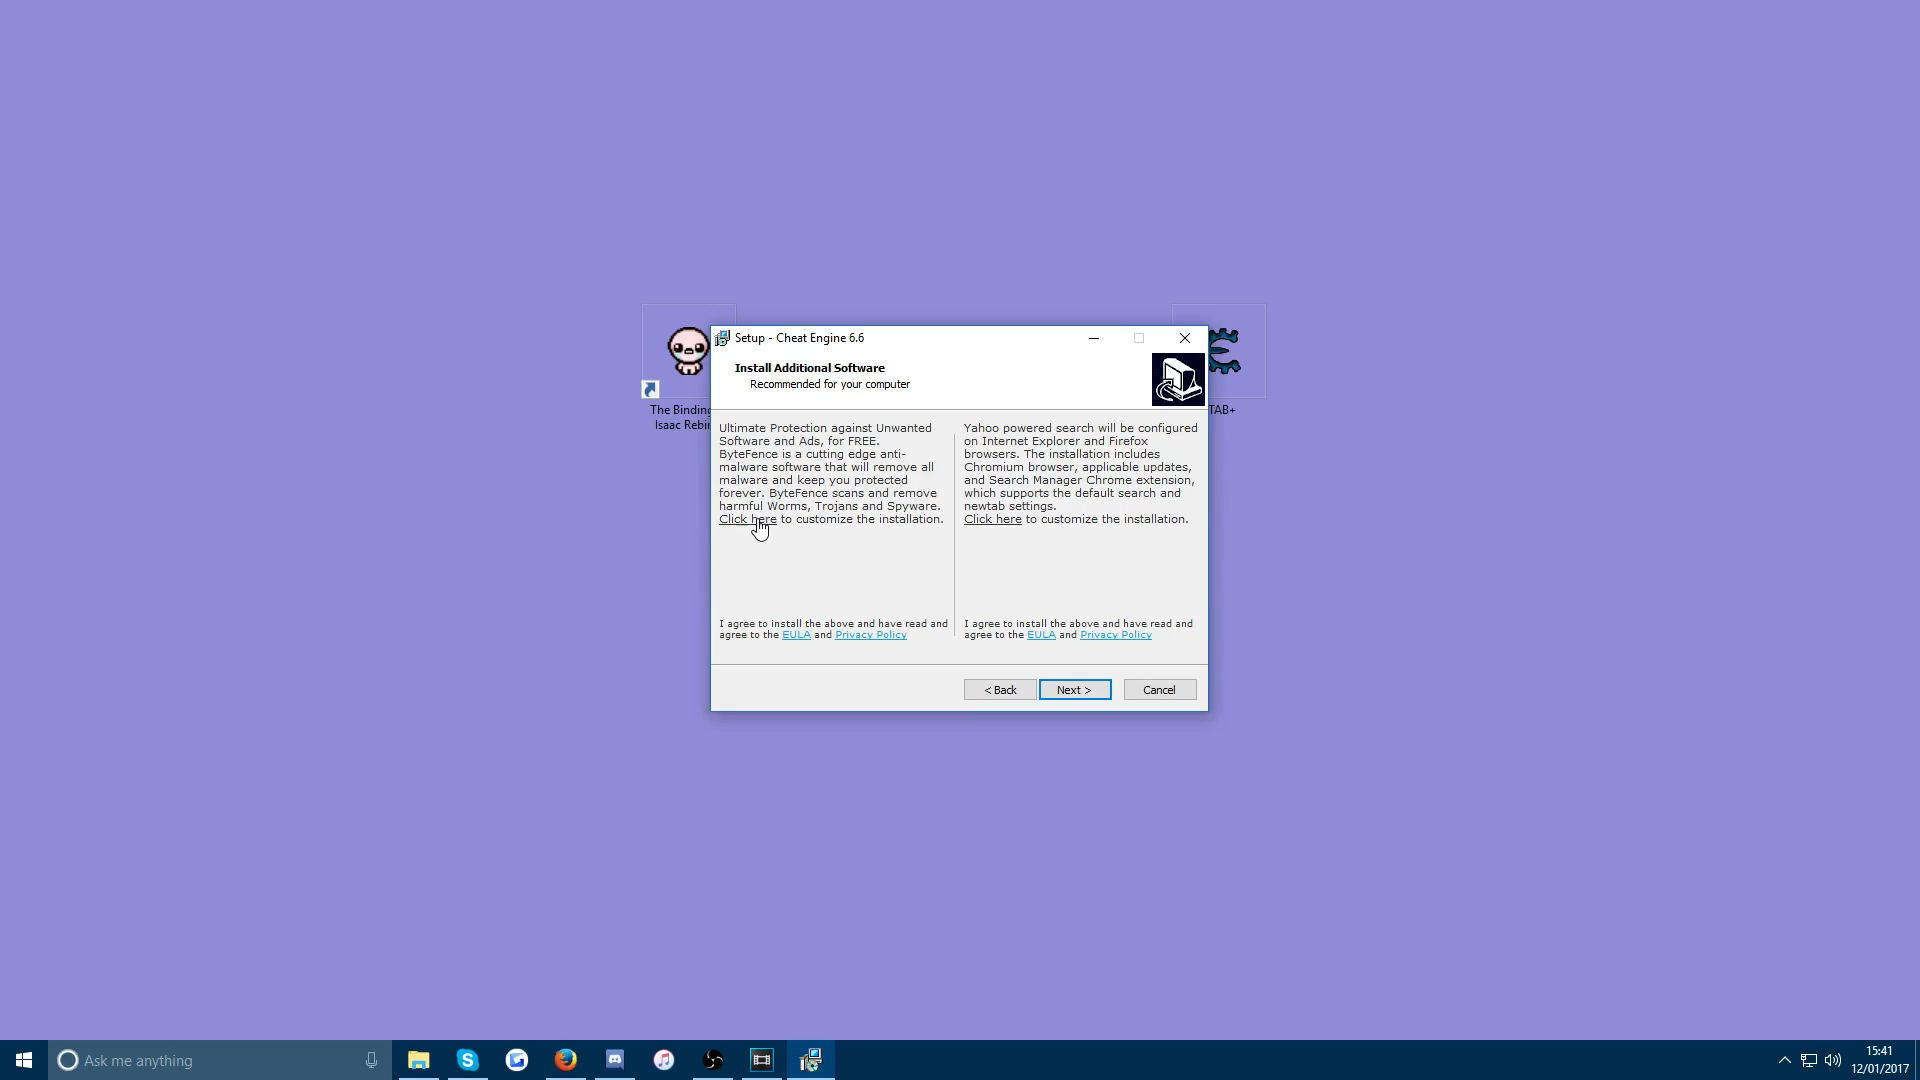 Setup - Cheat Engine 6.6
Install Additional Software
Recommended for your computer
The Binding
Isaac Rebir
TAB+
Ultimate Protection against Unwanted
Software and Ads, for FREE.
ByteFence is a cutting edge anti-
malware software that will remove all
malware and keep you protected
forever. ByteFence scans and remove
harmful Worms, Trojans and Spyware.
Click here to customize the installation.
I agree to install the above and have read and
agree to the EULA and Privacy Policy
Yahoo powered search will be configured
on Internet Explorer and Firefox
browsers. The installation includes
Chromium browser, applicable updates,
and Search Manager Chrome extension,
which supports the default search and
newtab settings.
Click here to customize the installation.
I agree to install the above and have read and
agree to the EULA and Privacy Policy
< Back
Next >
Cancel
Ask me anything
15:41
12/01/2017